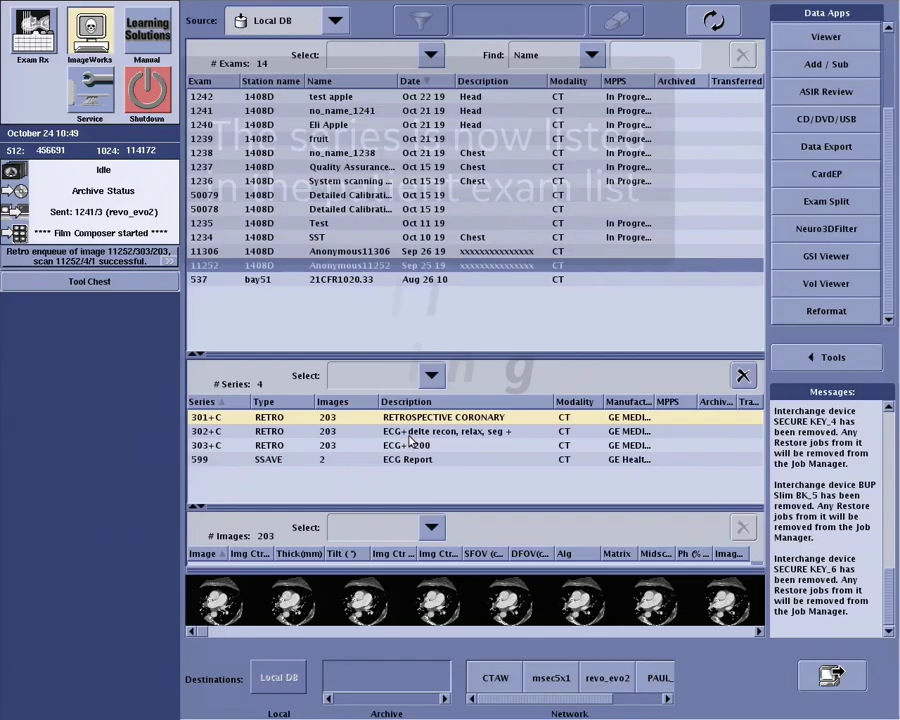 Source:
Local DB
Exam Rx
ImageWorks
Learning
Solutions
Manual
Service
Shutdown
October 24 10:49
512: 456691 1024: 114172
Idle
Archive Status
Sent: 1241/3 (revo_evo2)
**** Film Composer started ****
Retro enqueue of image 11252/303/203,
scan 11252/4/1 successful.
>>
Tool Chest
# Exams: 14
Select:
Find:
Name
Exam Station name Name Date Description Modality MPPS Archived Transferred
1242 1408D test apple Oct 22 19 Head CT In Progre...
1241 1408D no_name_1241 Oct 21 19 Head CT In Progre...
1240 1408D Eli Apple Oct 21 19 Head CT In Progre...
1239 1408D fruit Oct 21 19 CT In Progre...
1238 1408D no_name_1238 Oct 21 19 Chest CT In Progre...
1237 1408D Quality Assurance... Oct 15 19 Chest CT In Progre...
1236 1408D System scanning ... Oct 15 19 Chest CT In Progre...
50079 1408D Detailed Calibrati... Oct 15 19 CT
50078 1408D Detailed Calibrati... Oct 15 19 CT
1235 1408D Test Oct 11 19 CT In Progre...
1234 1408D SST Oct 10 19 Chest CT In Progre...
11306 1408D Anonymous11306 Sep 26 19 xxxxxxxxxxxxxxxx CT
11252 1408D Anonymous11252 Sep 25 19 xxxxxxxxxxxxxxxx CT
537 bay51 21CFR1020.33 Aug 26 10 CT
The series is now listed
in the patient exam list
# Series: 4
Select:
Series Type Images Description Modality Manufact... MPPS Archiv... Tra...
301+C RETRO 203 RETROSPECTIVE CORONARY CT GE MEDI...
302+C RETRO 203 ECG+delte recon, relax, seg + CT GE MEDI...
303+C RETRO 203 ECG+ 200 CT GE MEDI...
599 SSAVE 2 ECG Report CT GE Healt...
# Images: 203
Select:
Image Img Ctr... Thick(mm) Tilt (°) Img Ctr ... Img Ctr... SFOV (c... DFOV(c... Alg Matrix Midsc... Ph (% ... Imag...
Destinations:
Local DB
Local
Archive
CTAW
msec5x1
revo_evo2
PAUL_
Network
Data Apps
Viewer
Add / Sub
ASIR Review
CD/DVD/USB
Data Export
CardEP
Exam Split
Neuro3DFilter
GSI Viewer
Vol Viewer
Reformat
Tools
Messages:
Interchange device
SECURE KEY_4 has
been removed. Any
Restore jobs from it
will be removed
from the Job
Manager.
Interchange device BUP
Slim BK_5 has been
removed. Any Restore
jobs from it will be
removed from the Job
Manager.
Interchange device
SECURE KEY_6 has
been removed. Any
Restore jobs from it
will be removed
from the Job
Manager.